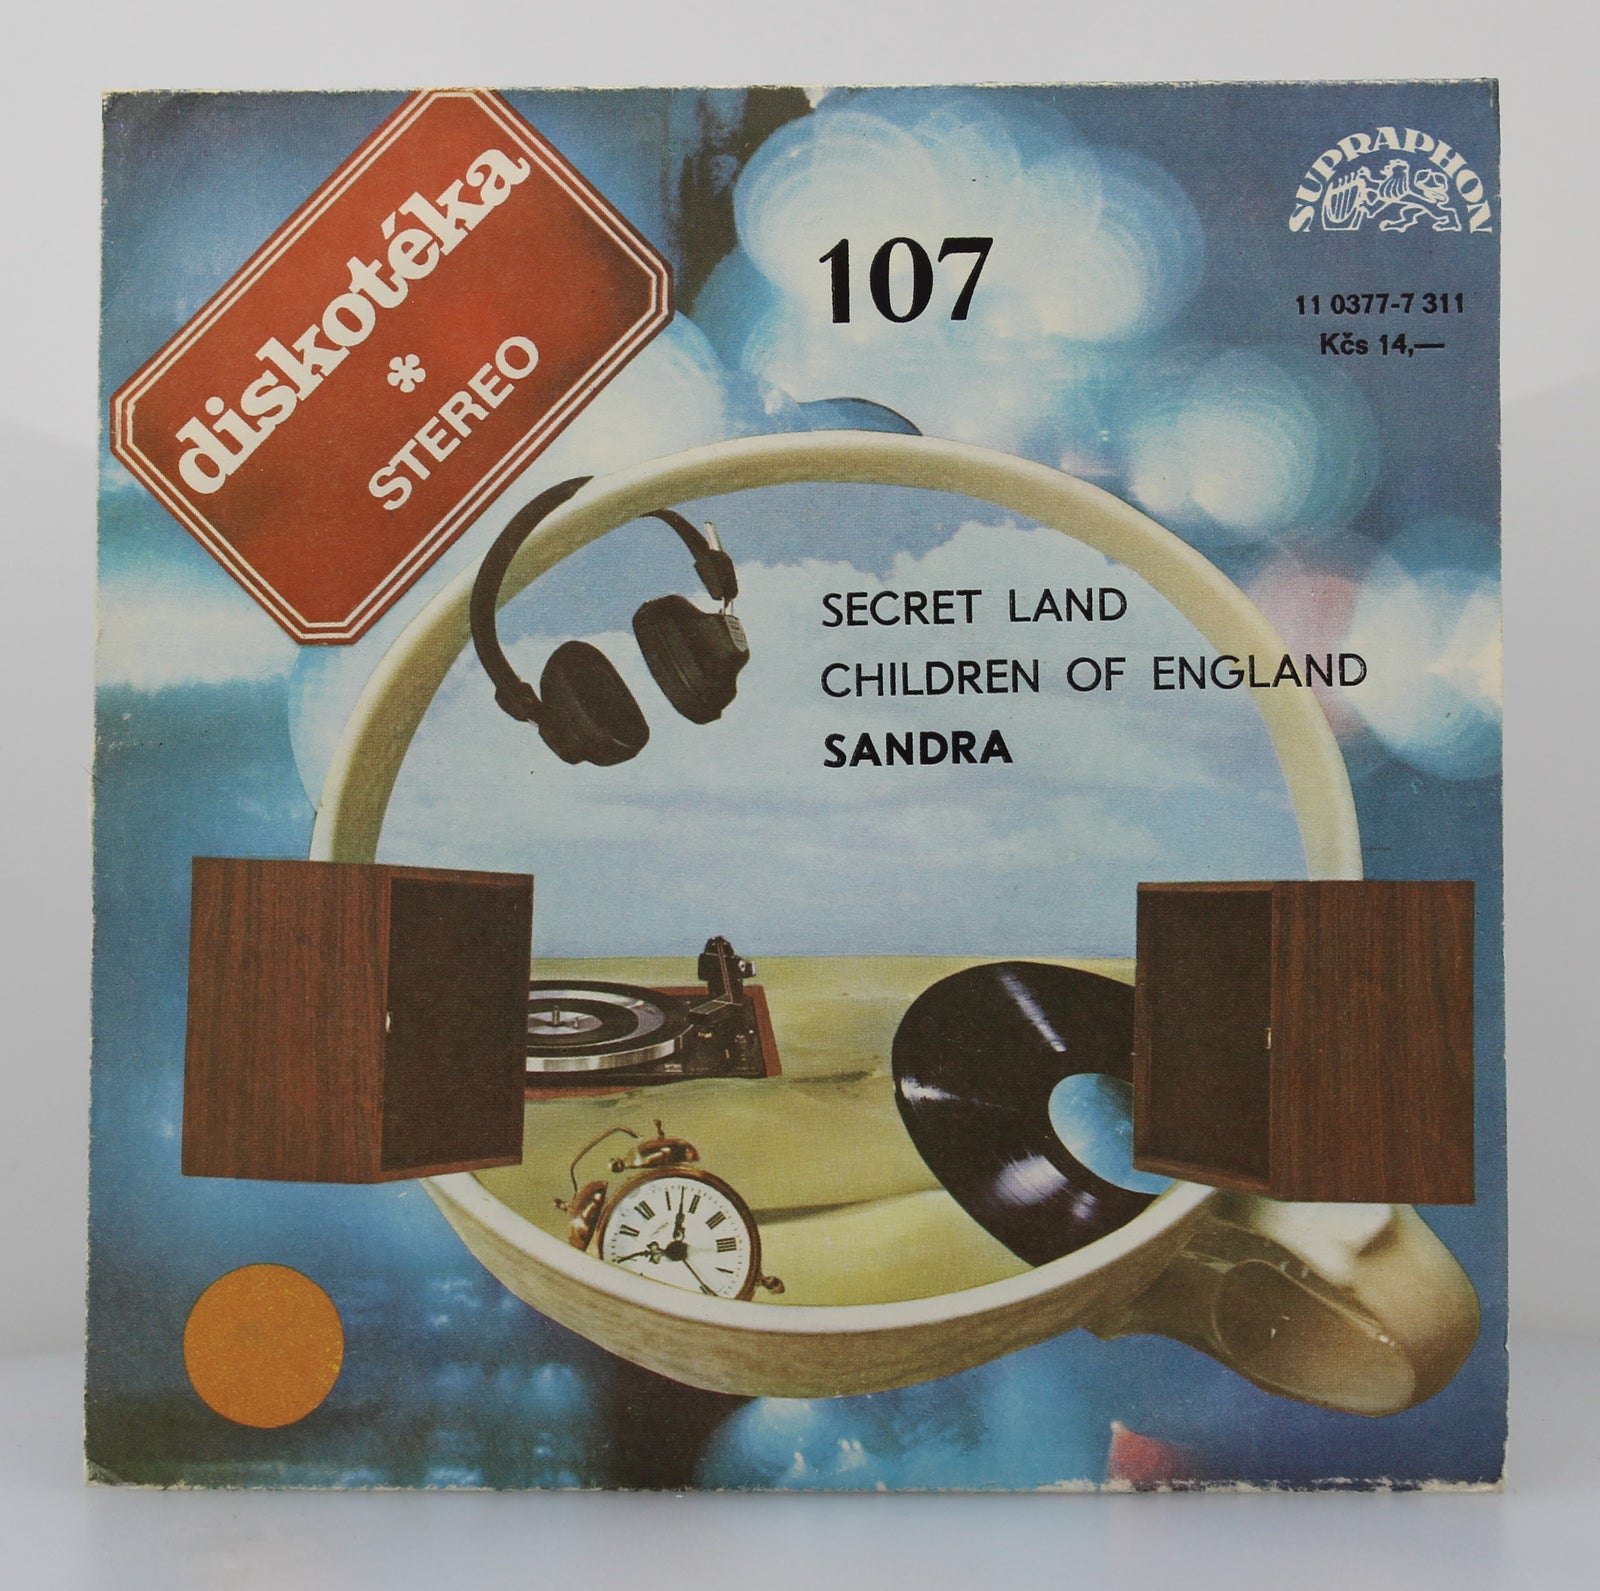 diskotéka
*
STEREO
107
SUPRAPHON
11 0377-7 311
Kčs 14,—
SECRET LAND
CHILDREN OF ENGLAND
SANDRA